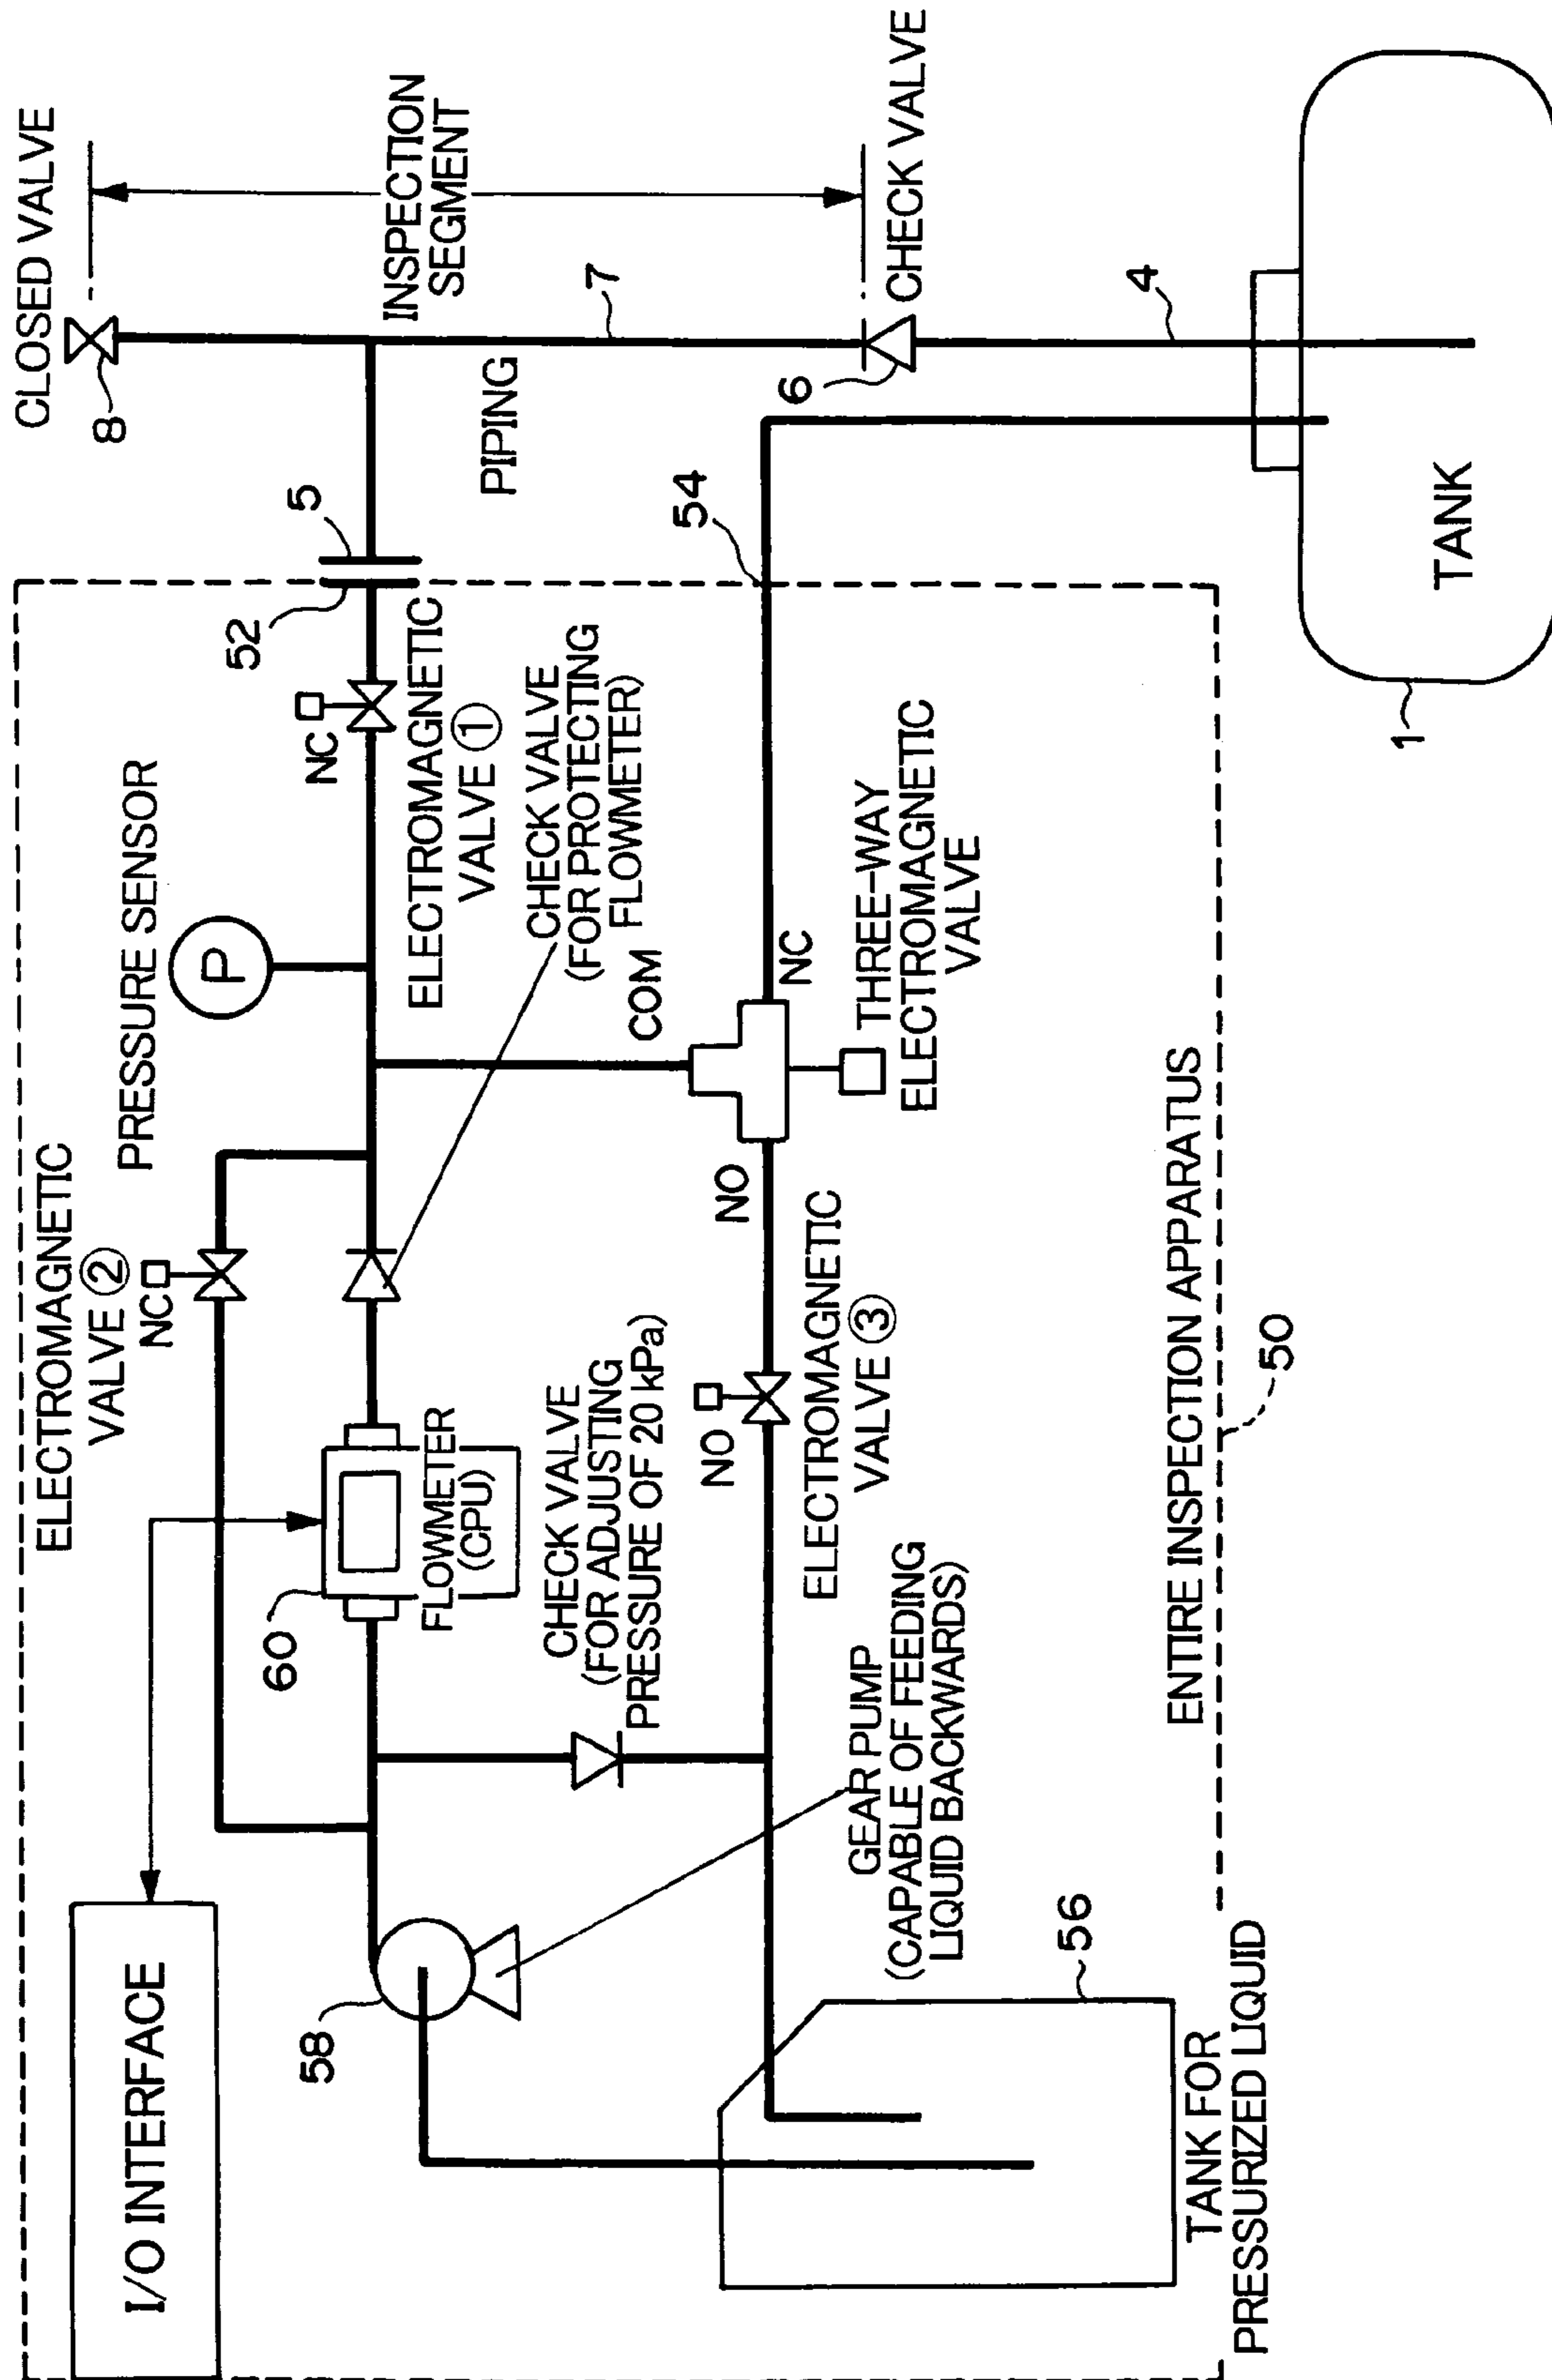 I/O INTERFACE
ELECTROMAGNETIC
VALVE ②
NC
PRESSURE SENSOR
P
CLOSED VALVE
8
60
FLOWMETER
(CPU)
NC
52
5
ELECTROMAGNETIC
VALVE ①
INSPECTION
SEGMENT
58
CHECK VALVE
(FOR ADJUSTING
PRESSURE OF 20 kPa)
CHECK VALVE
(FOR PROTECTING
FLOWMETER)
COM
PIPING
7
NO
NO
NC
54
6
CHECK VALVE
ELECTROMAGNETIC
VALVE ③
THREE-WAY
ELECTROMAGNETIC
VALVE
GEAR PUMP
(CAPABLE OF FEEDING
LIQUID BACKWARDS)
4
56
TANK FOR
PRESSURIZED LIQUID
ENTIRE INSPECTION APPARATUS
50
1
TANK